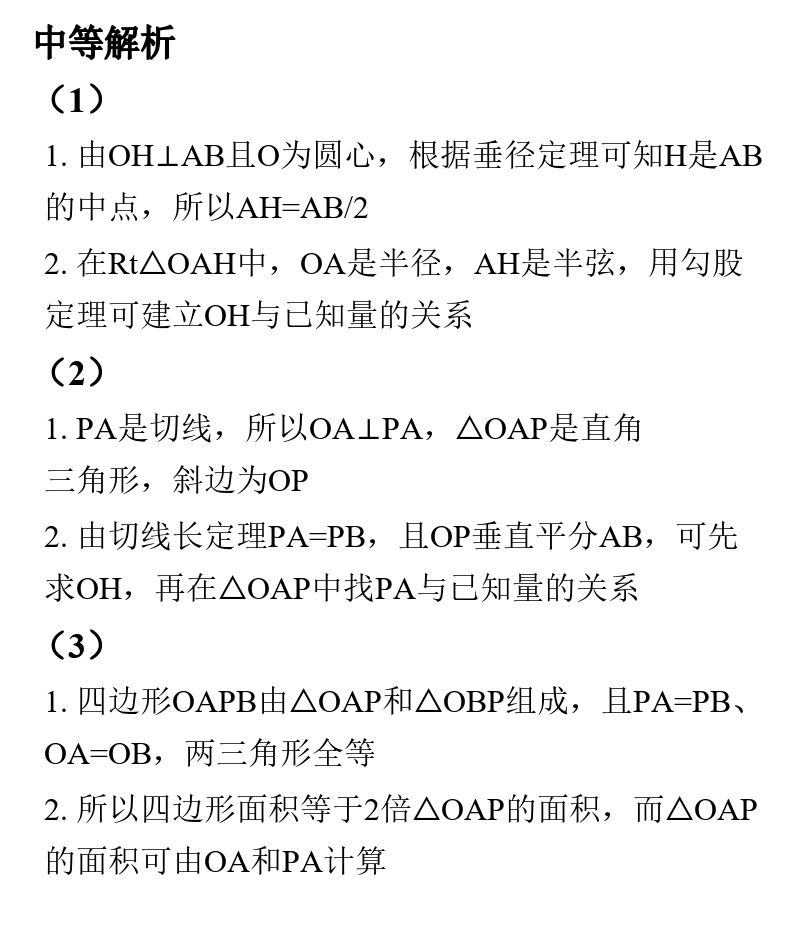 中等解析
（1）
1. 由OH⊥AB且O为圆心，根据垂径定理可知H是AB
的中点，所以AH=AB/2
2. 在Rt△OAH中，OA是半径，AH是半弦，用勾股
定理可建立OH与已知量的关系
（2）
1. PA是切线，所以OA⊥PA，△OAP是直角
三角形，斜边为OP
2. 由切线长定理PA=PB，且OP垂直平分AB，可先
求OH，再在△OAP中找PA与已知量的关系
（3）
1. 四边形OAPB由△OAP和△OBP组成，且PA=PB、
OA=OB，两三角形全等
2. 所以四边形面积等于2倍△OAP的面积，而△OAP
的面积可由OA和PA计算